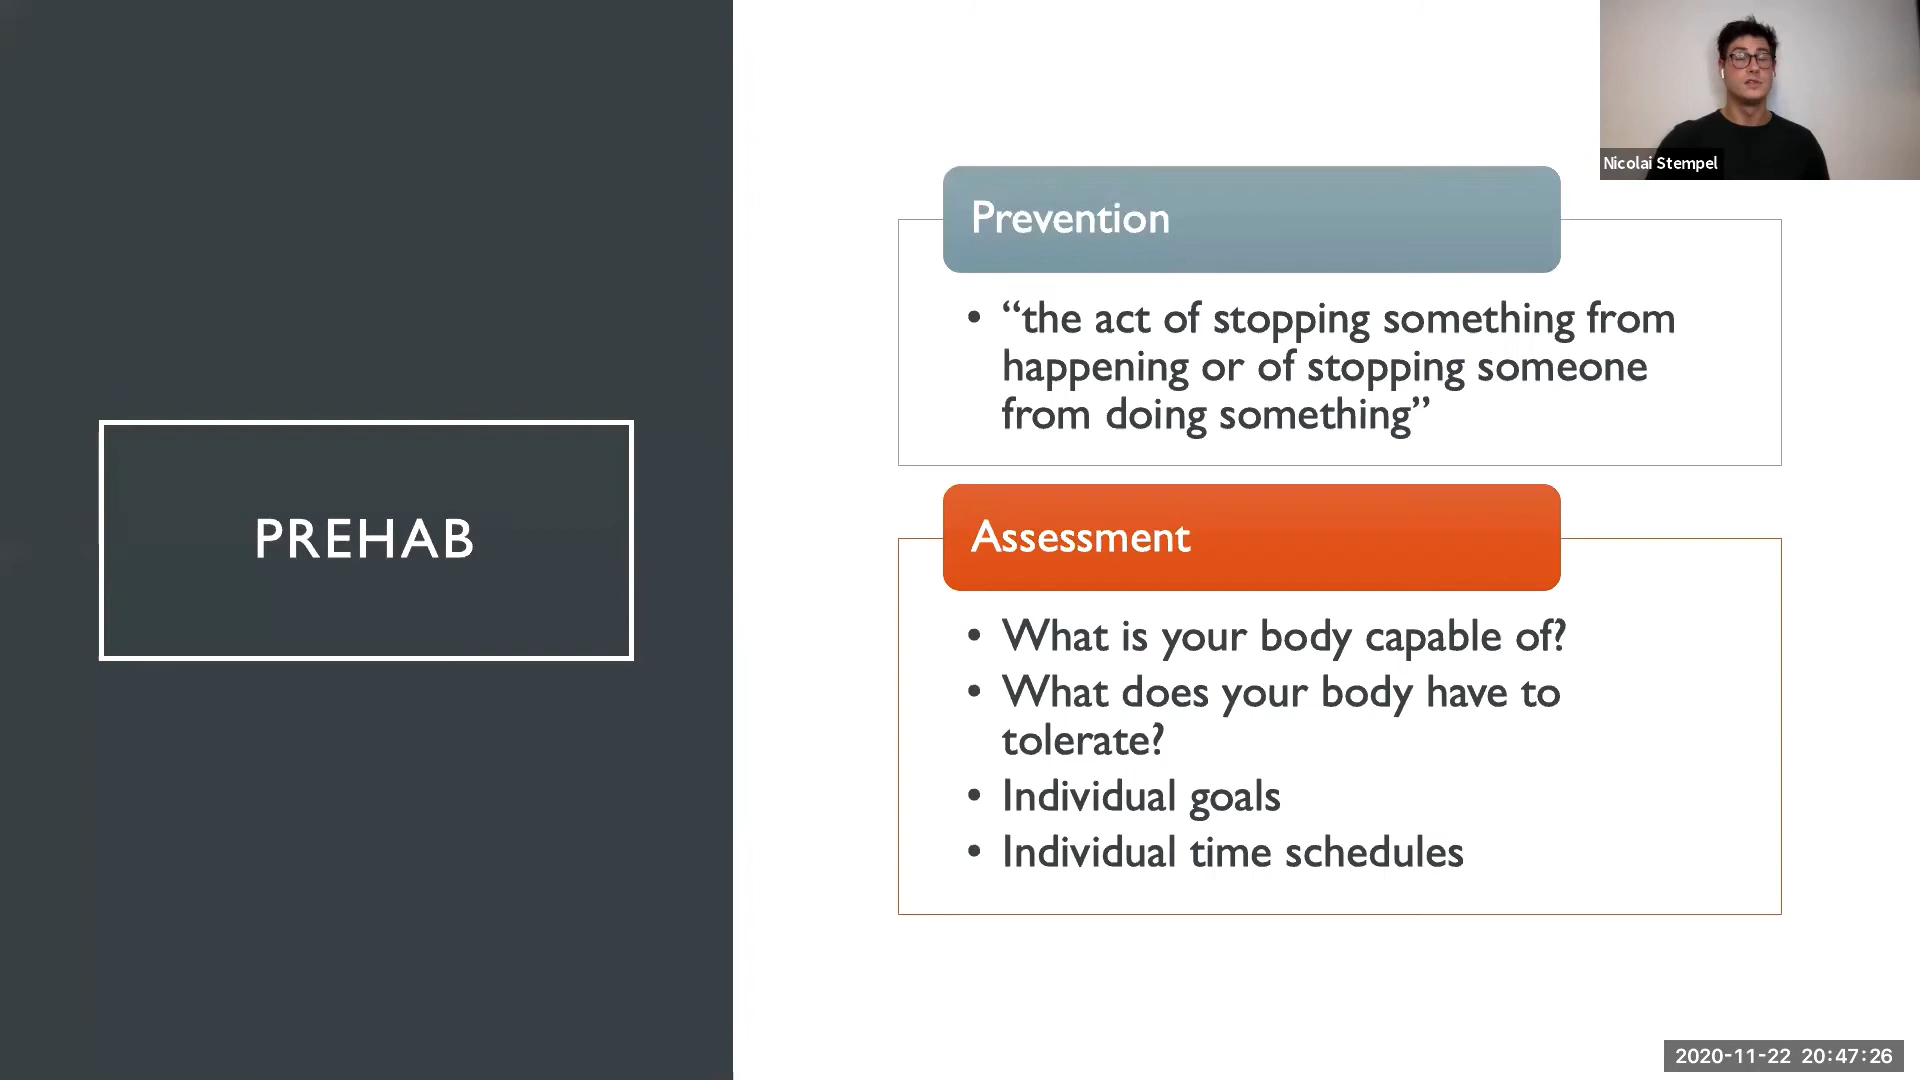 PREHAB
Prevention
• “the act of stopping something from
happening or of stopping someone
from doing something”
Assessment
• What is your body capable of?
• What does your body have to
tolerate?
• Individual goals
• Individual time schedules
Nicolai Stempel
2020-11-22 20:47:26